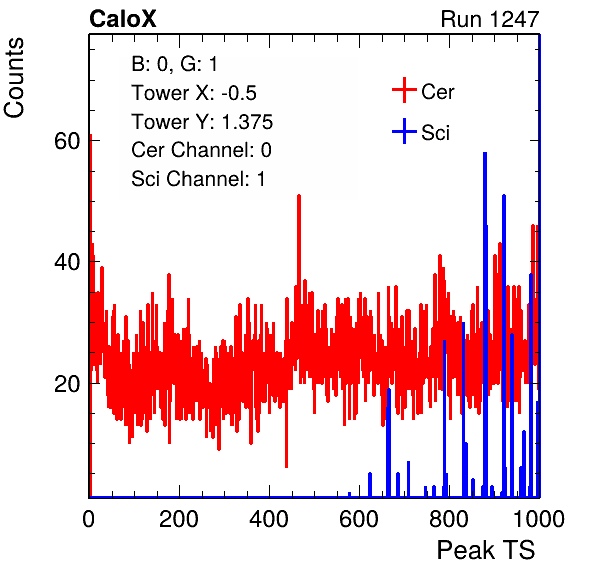 CaloX Run 1247
Counts
B: 0, G: 1
Tower X: -0.5
Tower Y: 1.375
Cer Channel: 0
Sci Channel: 1
Cer
Sci
60
40
20
0 200 400 600 800 1000
Peak TS